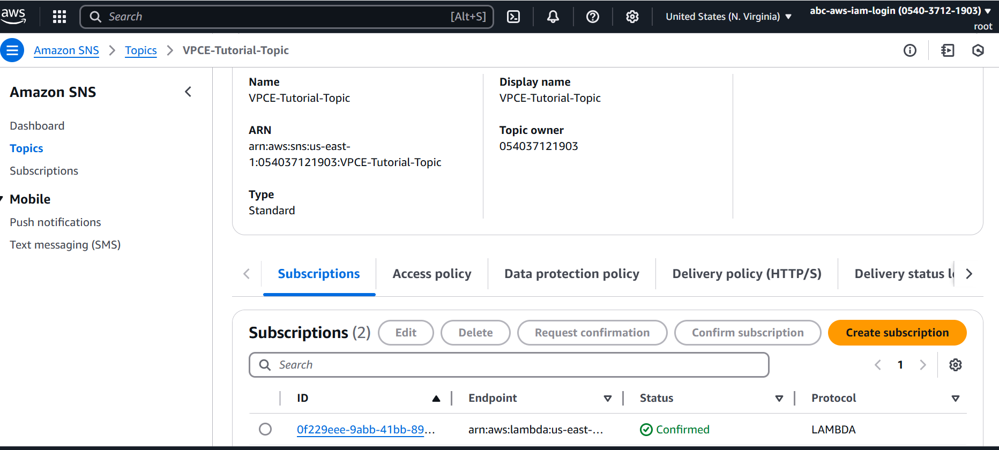 aws
Search [Alt+S]
United States (N. Virginia)
abc-aws-iam-login (0540-3712-1903)
root
Amazon SNS
Topics
VPCE-Tutorial-Topic
Amazon SNS
Dashboard
Topics
Subscriptions
Mobile
Push notifications
Text messaging (SMS)
Name
VPCE-Tutorial-Topic
ARN
arn:aws:sns:us-east-
1:054037121903:VPCE-Tutorial-Topic
Type
Standard
Display name
VPCE-Tutorial-Topic
Topic owner
054037121903
Subscriptions
Access policy
Data protection policy
Delivery policy (HTTP/S)
Delivery status
Subscriptions (2)
Edit
Delete
Request confirmation
Confirm subscription
Create subscription
Search
1
ID
Endpoint
Status
Protocol
0f229eee-9abb-41bb-89...
arn:aws:lambda:us-east-...
Confirmed
LAMBDA